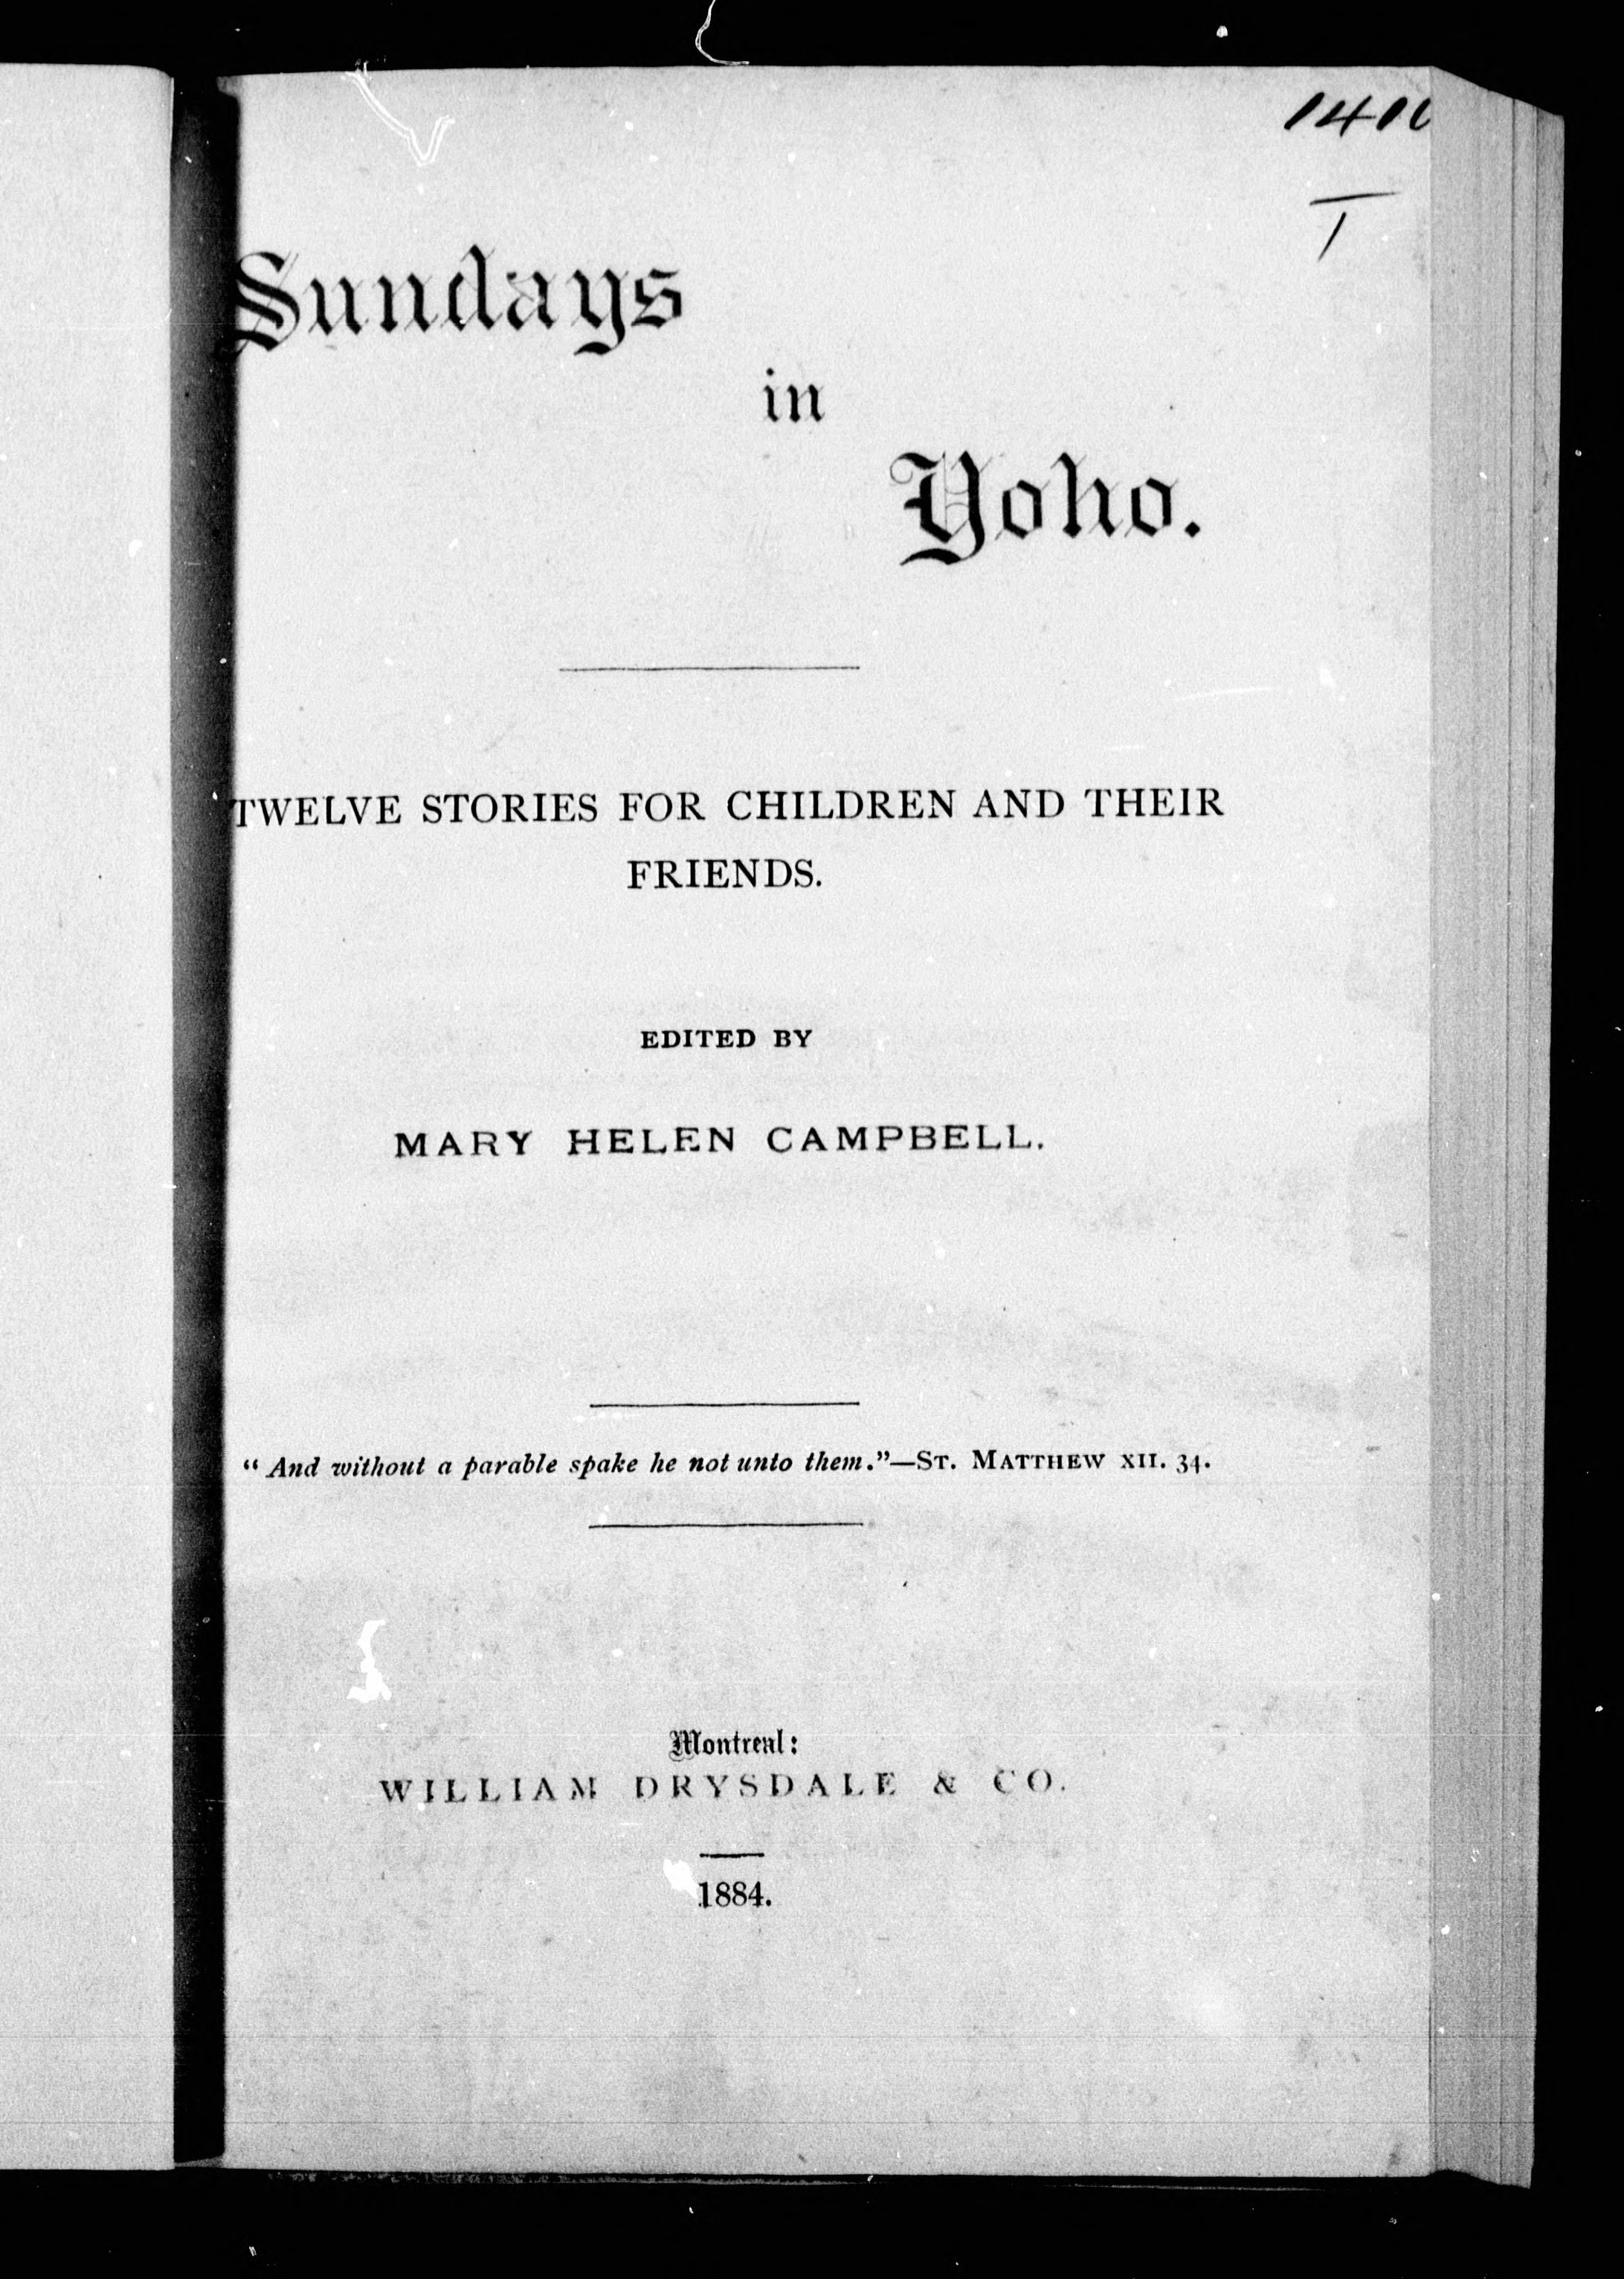 Sundays
in
Yoho.
TWELVE STORIES FOR CHILDREN AND THEIR
FRIENDS.
EDITED BY
MARY HELEN CAMPBELL.
“And without a parable spake he not unto them.”—ST. MATTHEW XII. 34.
Montreal:
WILLIAM DRYSDALE & CO.
1884.